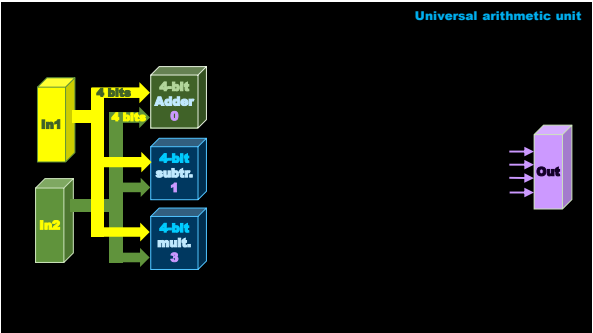 Universal arithmetic unit
4 bits
4-bit
Adder
0
4 bits
In1
4-bit
subtr.
1
Out
In2
4-bit
mult.
3